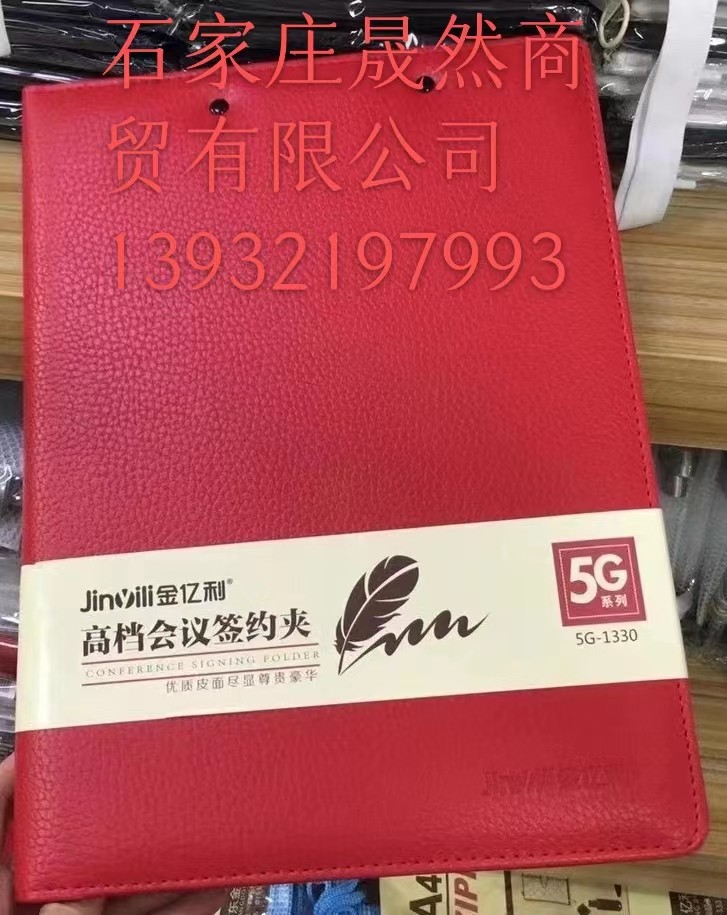 石家庄晟然商
贸有限公司
13932197993
Jinyili金亿利®
高档会议签约夹
CONFERENCE SIGNING FOLDER
优质皮面尽显尊贵豪华
5G
系列
5G-1330
Jinyili
A4